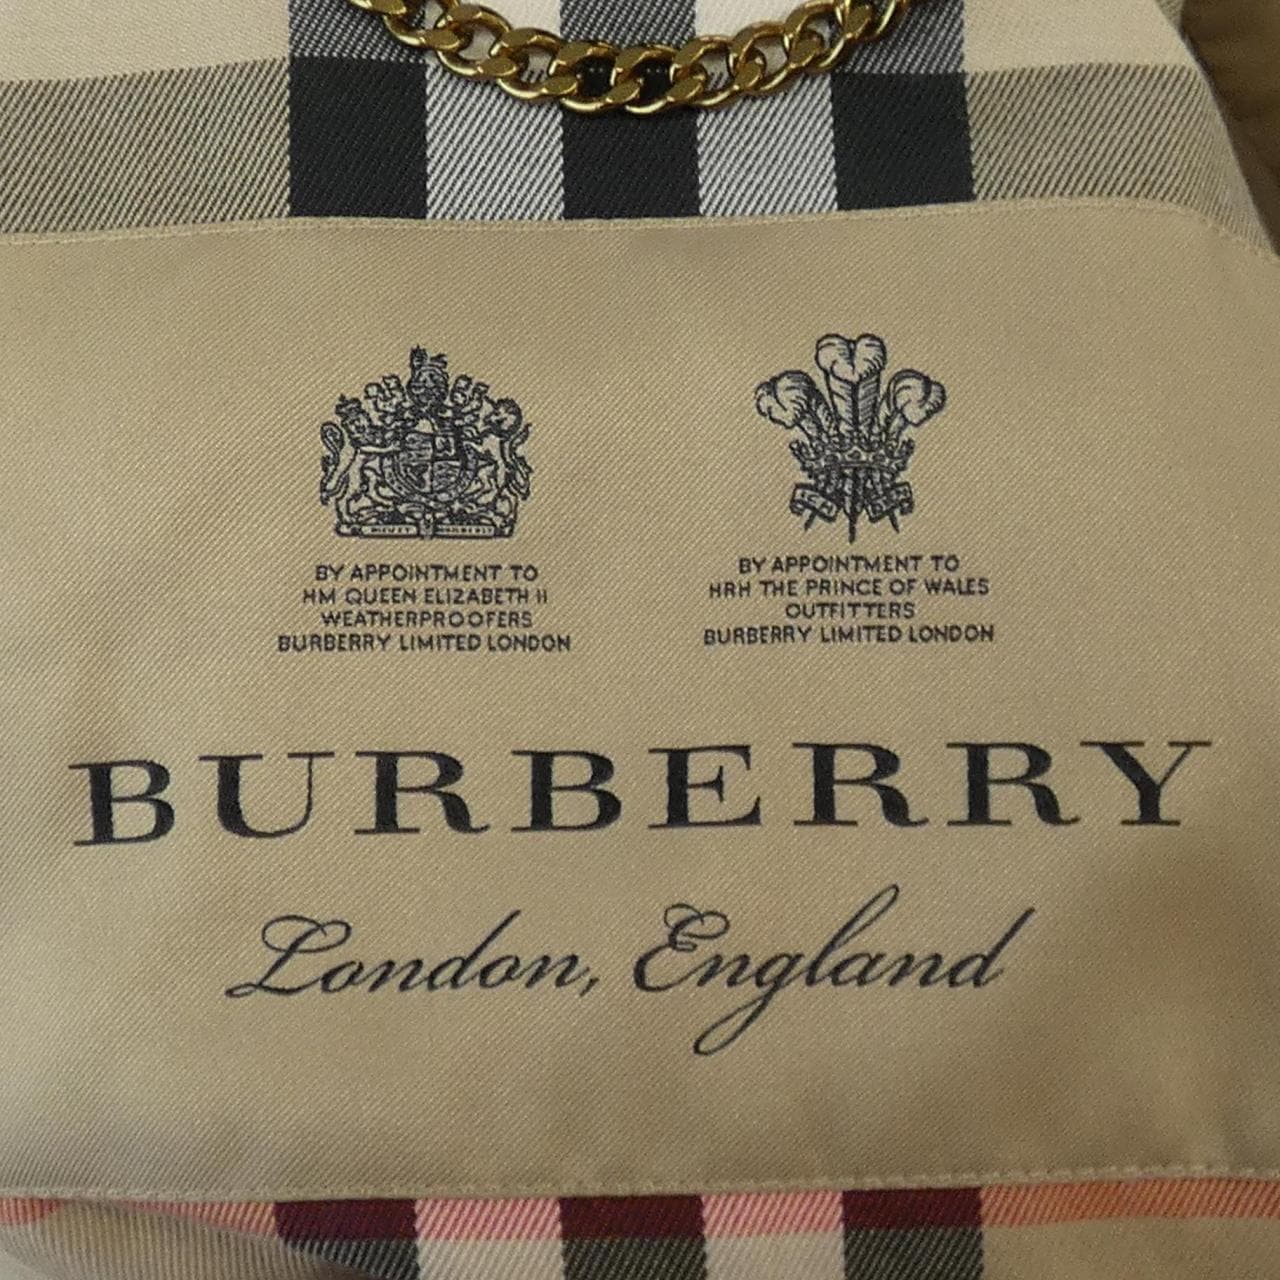 BY APPOINTMENT TO
HM QUEEN ELIZABETH II
WEATHERPROOFERS
BURBERRY LIMITED LONDON
BY APPOINTMENT TO
HRH THE PRINCE OF WALES
OUTFITTERS
BURBERRY LIMITED LONDON
BURBERRY
London, England